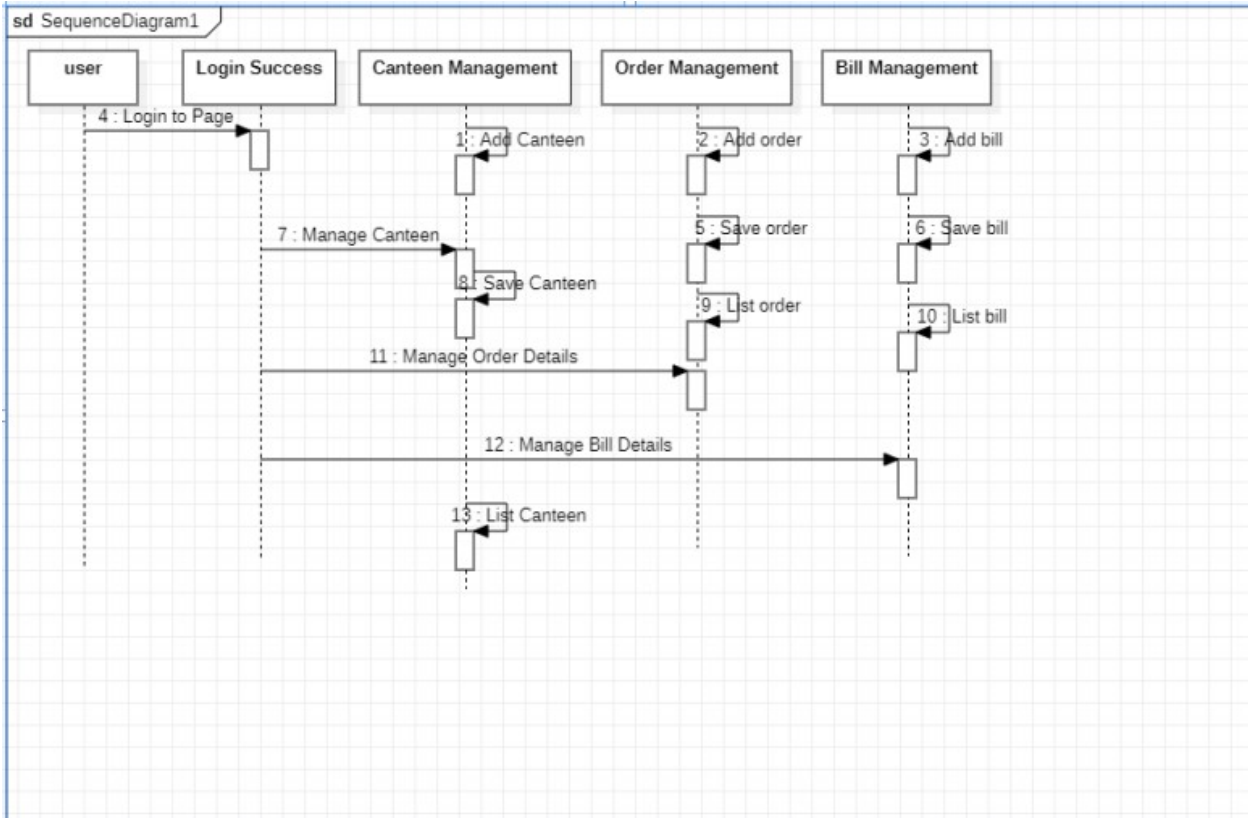 sd SequenceDiagram1
user
Login Success
Canteen Management
Order Management
Bill Management
4 : Login to Page
1 : Add Canteen
2 : Add order
3 : Add bill
5 : Save order
6 : Save bill
7 : Manage Canteen
8 : Save Canteen
9 : List order
10 : List bill
11 : Manage Order Details
12 : Manage Bill Details
13 : List Canteen